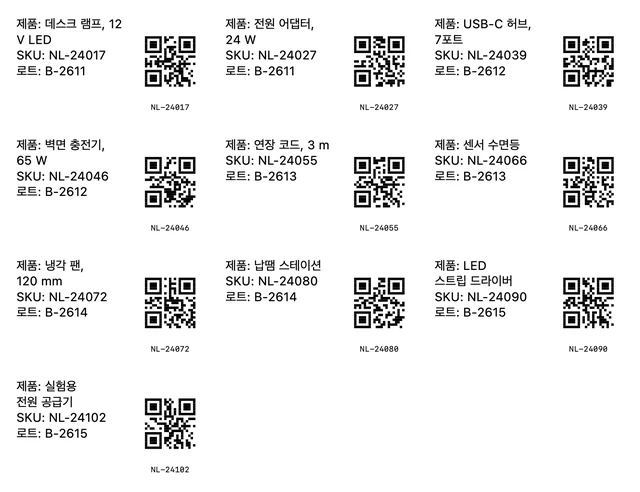 제품: 데스크 램프, 12
V LED
SKU: NL-24017
로트: B-2611
NL-24017
제품: 전원 어댑터,
24 W
SKU: NL-24027
로트: B-2611
NL-24027
제품: USB-C 허브,
7포트
SKU: NL-24039
로트: B-2612
NL-24039
제품: 벽면 충전기,
65 W
SKU: NL-24046
로트: B-2612
NL-24046
제품: 연장 코드, 3 m
SKU: NL-24055
로트: B-2613
NL-24055
제품: 센서 수면등
SKU: NL-24066
로트: B-2613
NL-24066
제품: 냉각 팬,
120 mm
SKU: NL-24072
로트: B-2614
NL-24072
제품: 납땜 스테이션
SKU: NL-24080
로트: B-2614
NL-24080
제품: LED
스트립 드라이버
SKU: NL-24090
로트: B-2615
NL-24090
제품: 실험용
전원 공급기
SKU: NL-24102
로트: B-2615
NL-24102